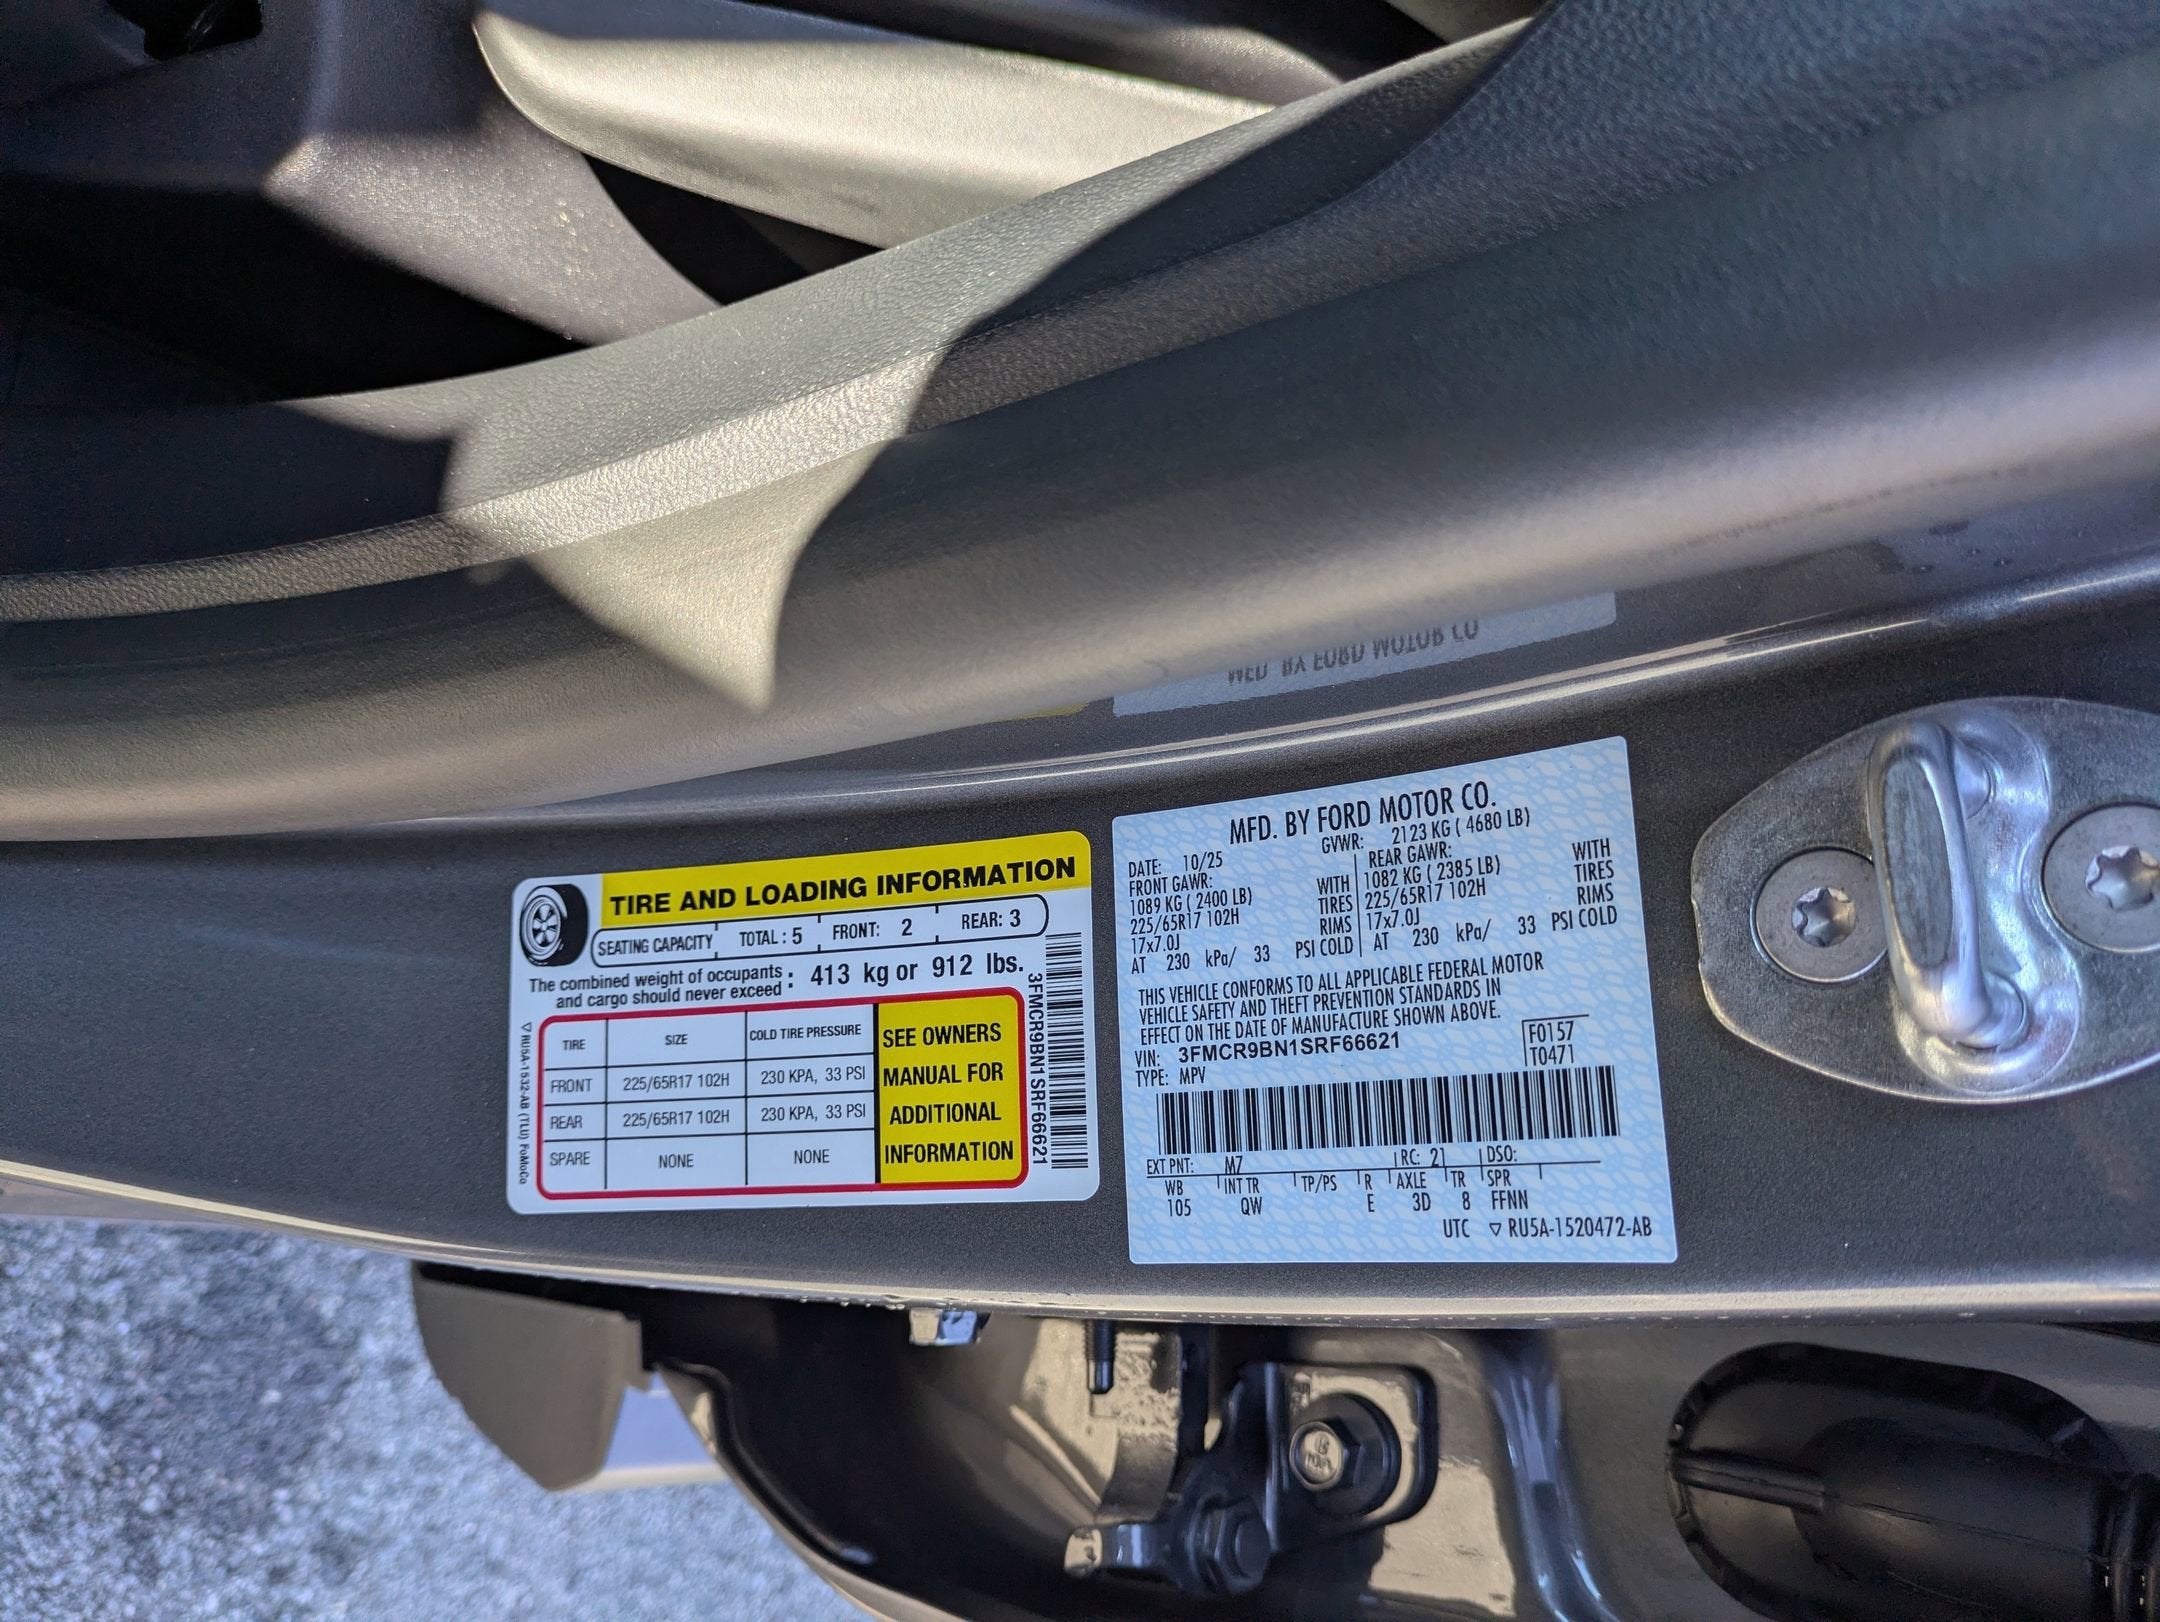 TIRE AND LOADING INFORMATION
SEATING CAPACITY TOTAL : 5 FRONT: 2 REAR: 3
The combined weight of occupants : 413 kg or 912 lbs.
and cargo should never exceed
TIRE SIZE COLD TIRE PRESSURE
FRONT 225/65R17 102H 230 KPA, 33 PSI
REAR 225/65R17 102H 230 KPA, 33 PSI
SPARE NONE NONE
SEE OWNERS
MANUAL FOR
ADDITIONAL
INFORMATION
3FMCR9BN1SRF66621
▽RU5A-1532-AB (TLU) FoMoCo
MFD. BY FORD MOTOR CO.
DATE: 10/25 GVWR: 2123 KG ( 4680 LB)
FRONT GAWR: REAR GAWR:
1089 KG ( 2400 LB) WITH 1082 KG ( 2385 LB) WITH
225/65R17 102H TIRES 225/65R17 102H TIRES
17x7.0J RIMS 17x7.0J RIMS
AT 230 kPa/ 33 PSI COLD AT 230 kPa/ 33 PSI COLD
THIS VEHICLE CONFORMS TO ALL APPLICABLE FEDERAL MOTOR
VEHICLE SAFETY AND THEFT PREVENTION STANDARDS IN
EFFECT ON THE DATE OF MANUFACTURE SHOWN ABOVE.
VIN: 3FMCR9BN1SRF66621 F0157
TYPE: MPV T0471
EXT PNT: M7 RC: 21 DSO:
WB INT TR TP/PS R AXLE TR SPR
105 QW E 3D 8 FFNN
UTC ▽ RU5A-1520472-AB